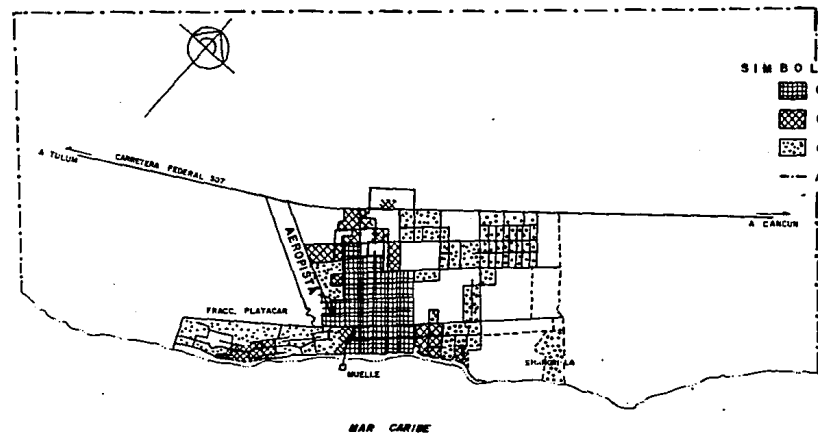 SIMBOL
A TULUM
CARRETERA FEDERAL 307
A CANCUN
AEROPISTA
FRACC. PLAYACAR
MUELLE
MAR CARIBE